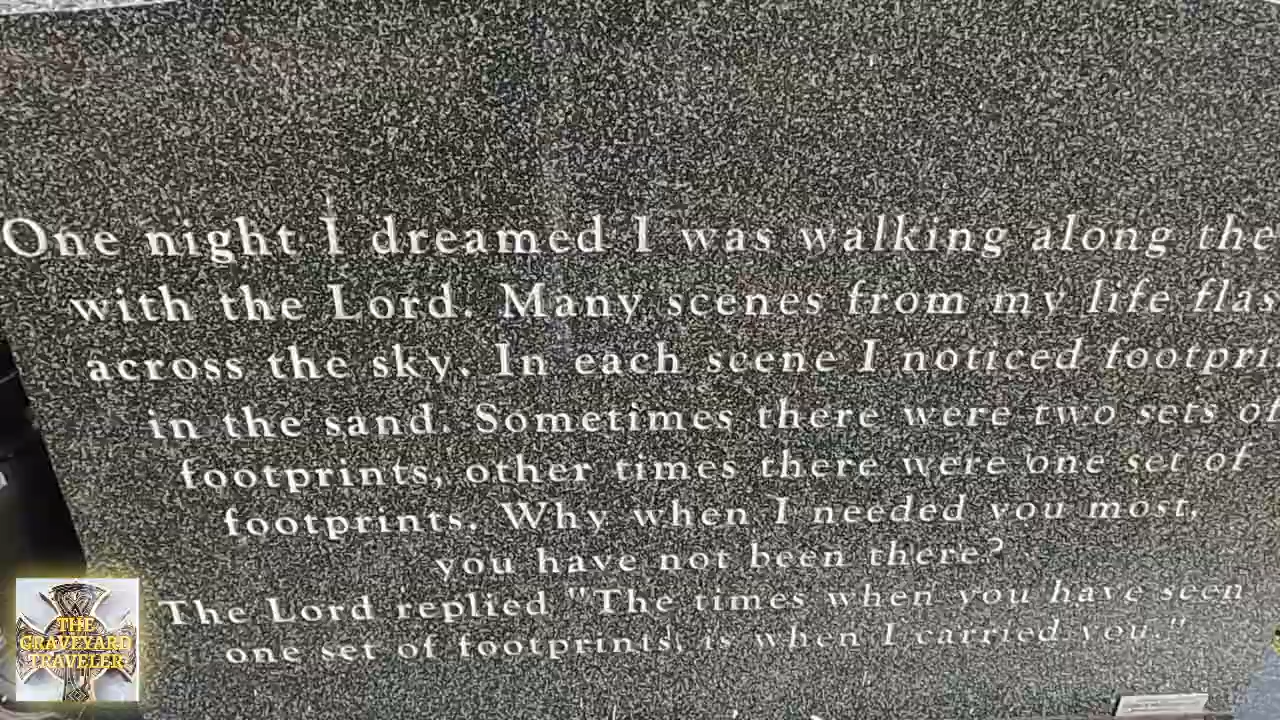 One night I dreamed I was walking along the
with the Lord. Many scenes from my life flas
across the sky. In each scene I noticed footpri
in the sand. Sometimes there were two sets of
footprints, other times there were one set of
footprints. Why when I needed you most,
you have not been there?
The Lord replied "The times when you have seen
one set of footprints, is when I carried you."
THE
GRAVEYARD
TRAVELER